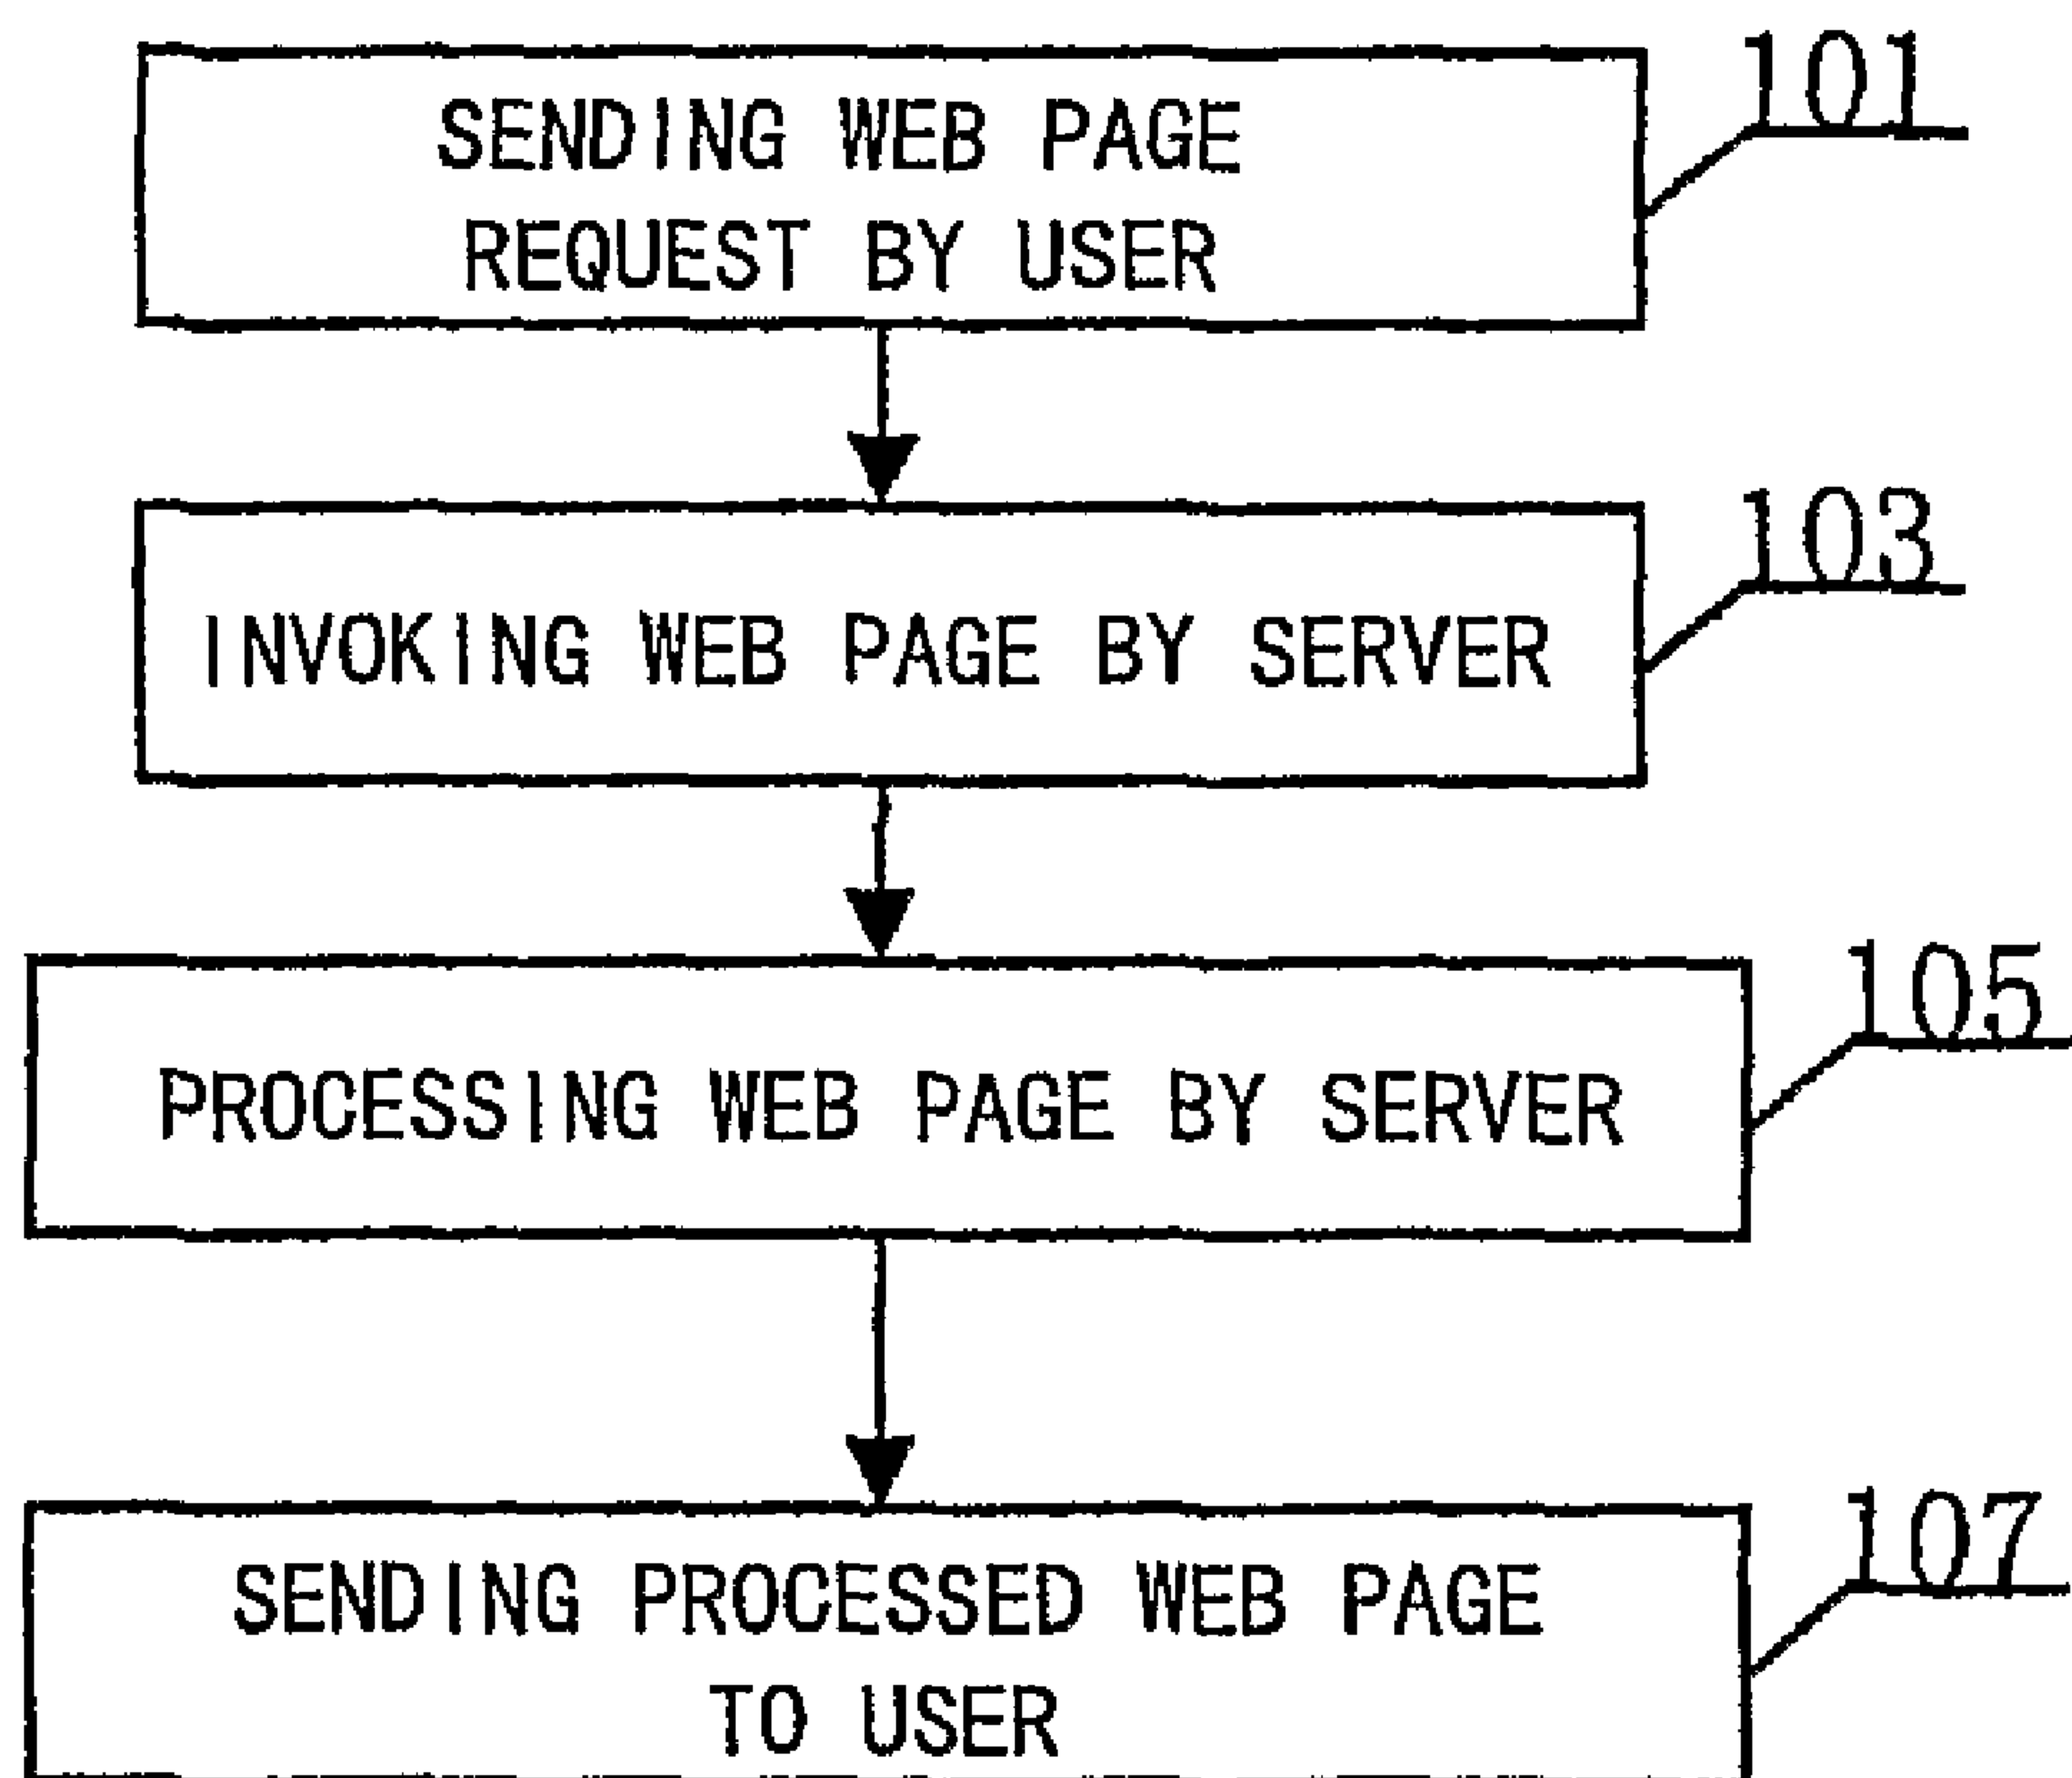 SENDING WEB PAGE
REQUEST BY USER
101
INVOKING WEB PAGE BY SERVER
103
PROCESSING WEB PAGE BY SERVER
105
SENDING PROCESSED WEB PAGE
TO USER
107